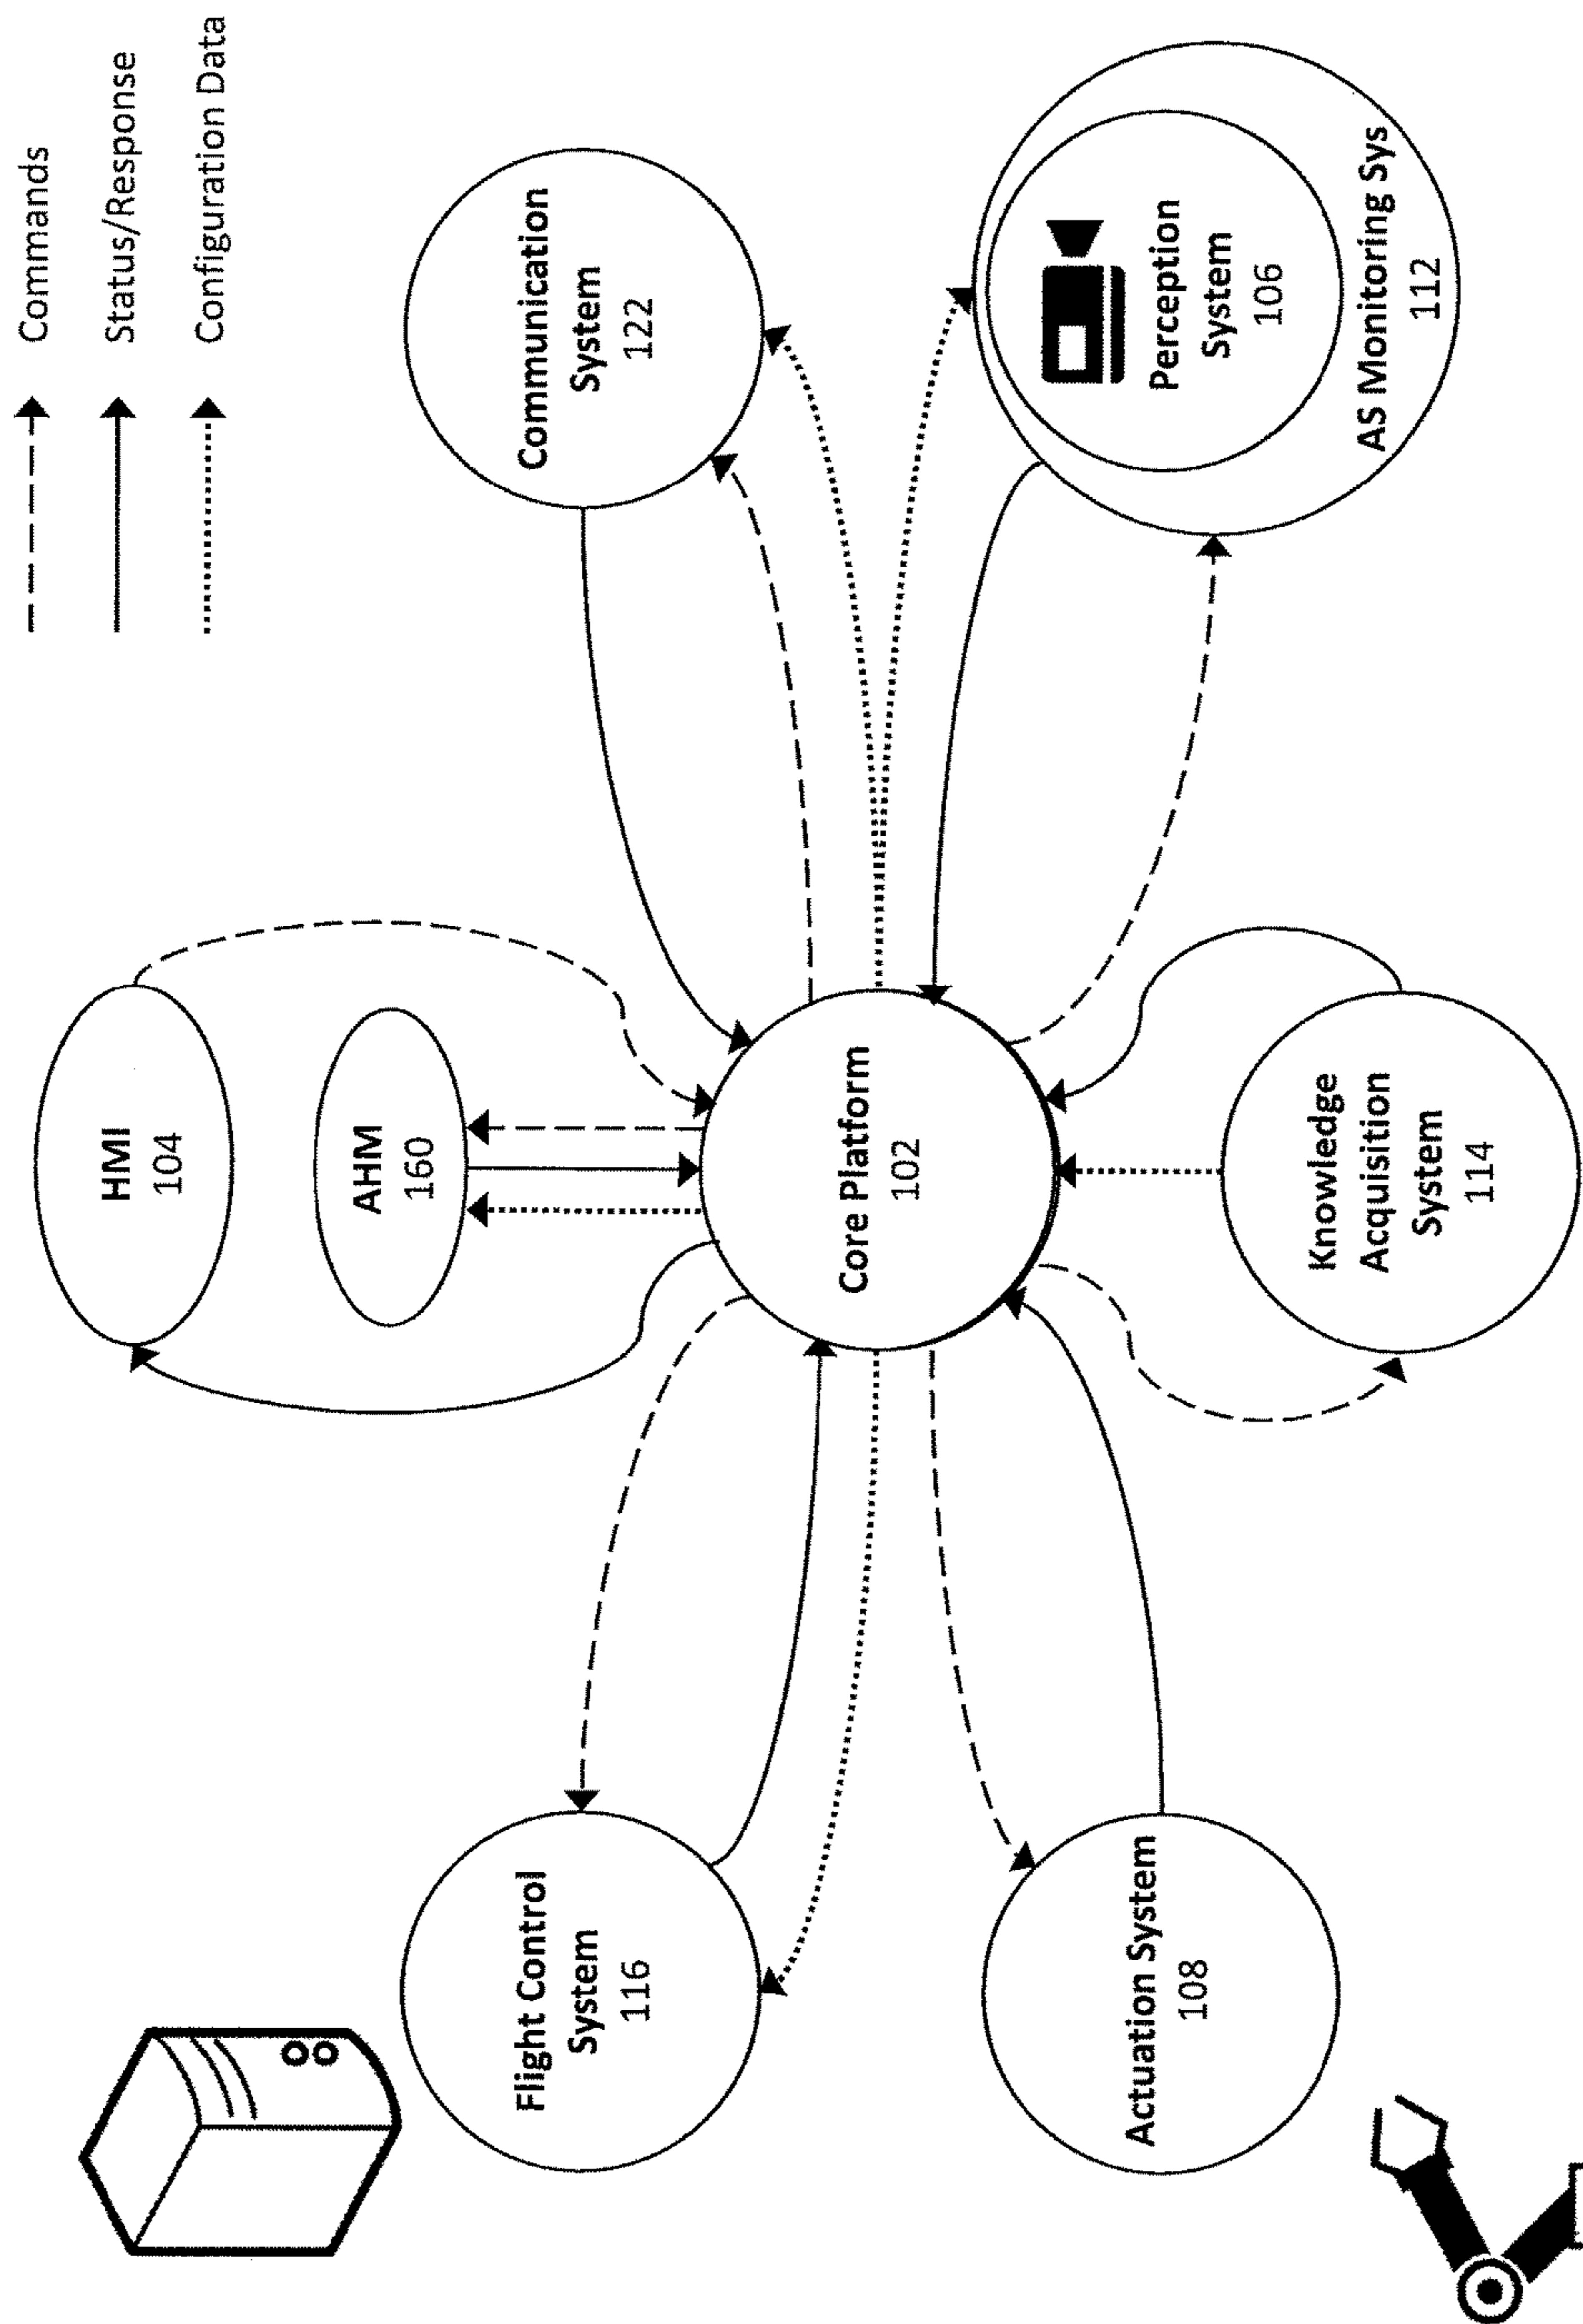 Commands
Status/Response
Configuration Data
HMI
104
AHM
160
Flight Control
System
116
Communication
System
122
Core Platform
102
Actuation System
108
Knowledge
Acquisition
System
114
Perception
System
106
AS Monitoring Sys
112